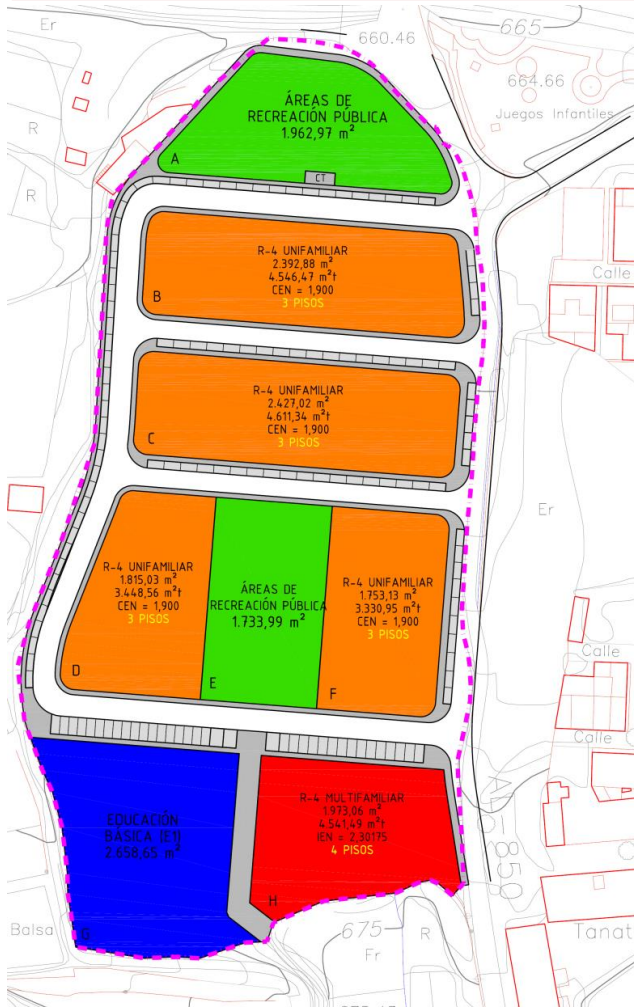 Er
660.46
665
664.66
Juegos Infantiles
R
R
ÁREAS DE
RECREACIÓN PÚBLICA
1.962,97 m²
A
CT
R-4 UNIFAMILIAR
2.392,88 m²
4.546,47 m²t
CEN = 1,900
3 PISOS
B
Calle
R-4 UNIFAMILIAR
2.427,02 m²
4.611,34 m²t
CEN = 1,900
3 PISOS
C
Er
R-4 UNIFAMILIAR
1.815,03 m²
3.448,56 m²t
CEN = 1,900
3 PISOS
D
ÁREAS DE
RECREACIÓN PÚBLICA
1.733,99 m²
E
R-4 UNIFAMILIAR
1.753,13 m²
3.330,95 m²t
CEN = 1,900
3 PISOS
F
Calle
Calle
EDUCACIÓN
BÁSICA (E1)
2.658,65 m²
G
R-4 MULTIFAMILIAR
1.973,06 m²
4.541,49 m²t
IEN = 2,30175
4 PISOS
H
-850
Balsa
675
R
Fr
Tanat